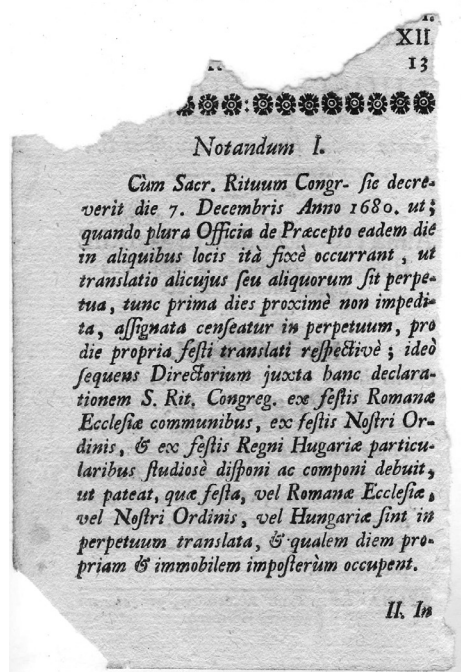 XII
13
Notandum I.
Cùm Sacr. Rituum Congr- sic decre-
verit die 7. Decembris Anno 1680. ut;
quando plura Officia de Præcepto eadem die
in aliquibus locis ità fixè occurrant, ut
translatio alicujus seu aliquorum sit perpe-
tua, tunc prima dies proximè non impedi-
ta, assignata censeatur in perpetuum, pro
die propria festi translati respectivè; ideò
sequens Directorium juxta hanc declara-
tionem S. Rit. Congreg. exe festis Romanæ
Ecclesiæ communibus, ex festis Nostri Or-
dinis, & ex festis Regni Hugariæ particu-
laribus studiosè disponi ac componi debuit,
ut pateat, quæ festa, vel Romanæ Ecclesiæ,
vel Nostri Ordinis, vel Hungariæ sint in
perpetuum translata, & qualem diem pro-
priam & immobilem imposterùm occupent.
II. In